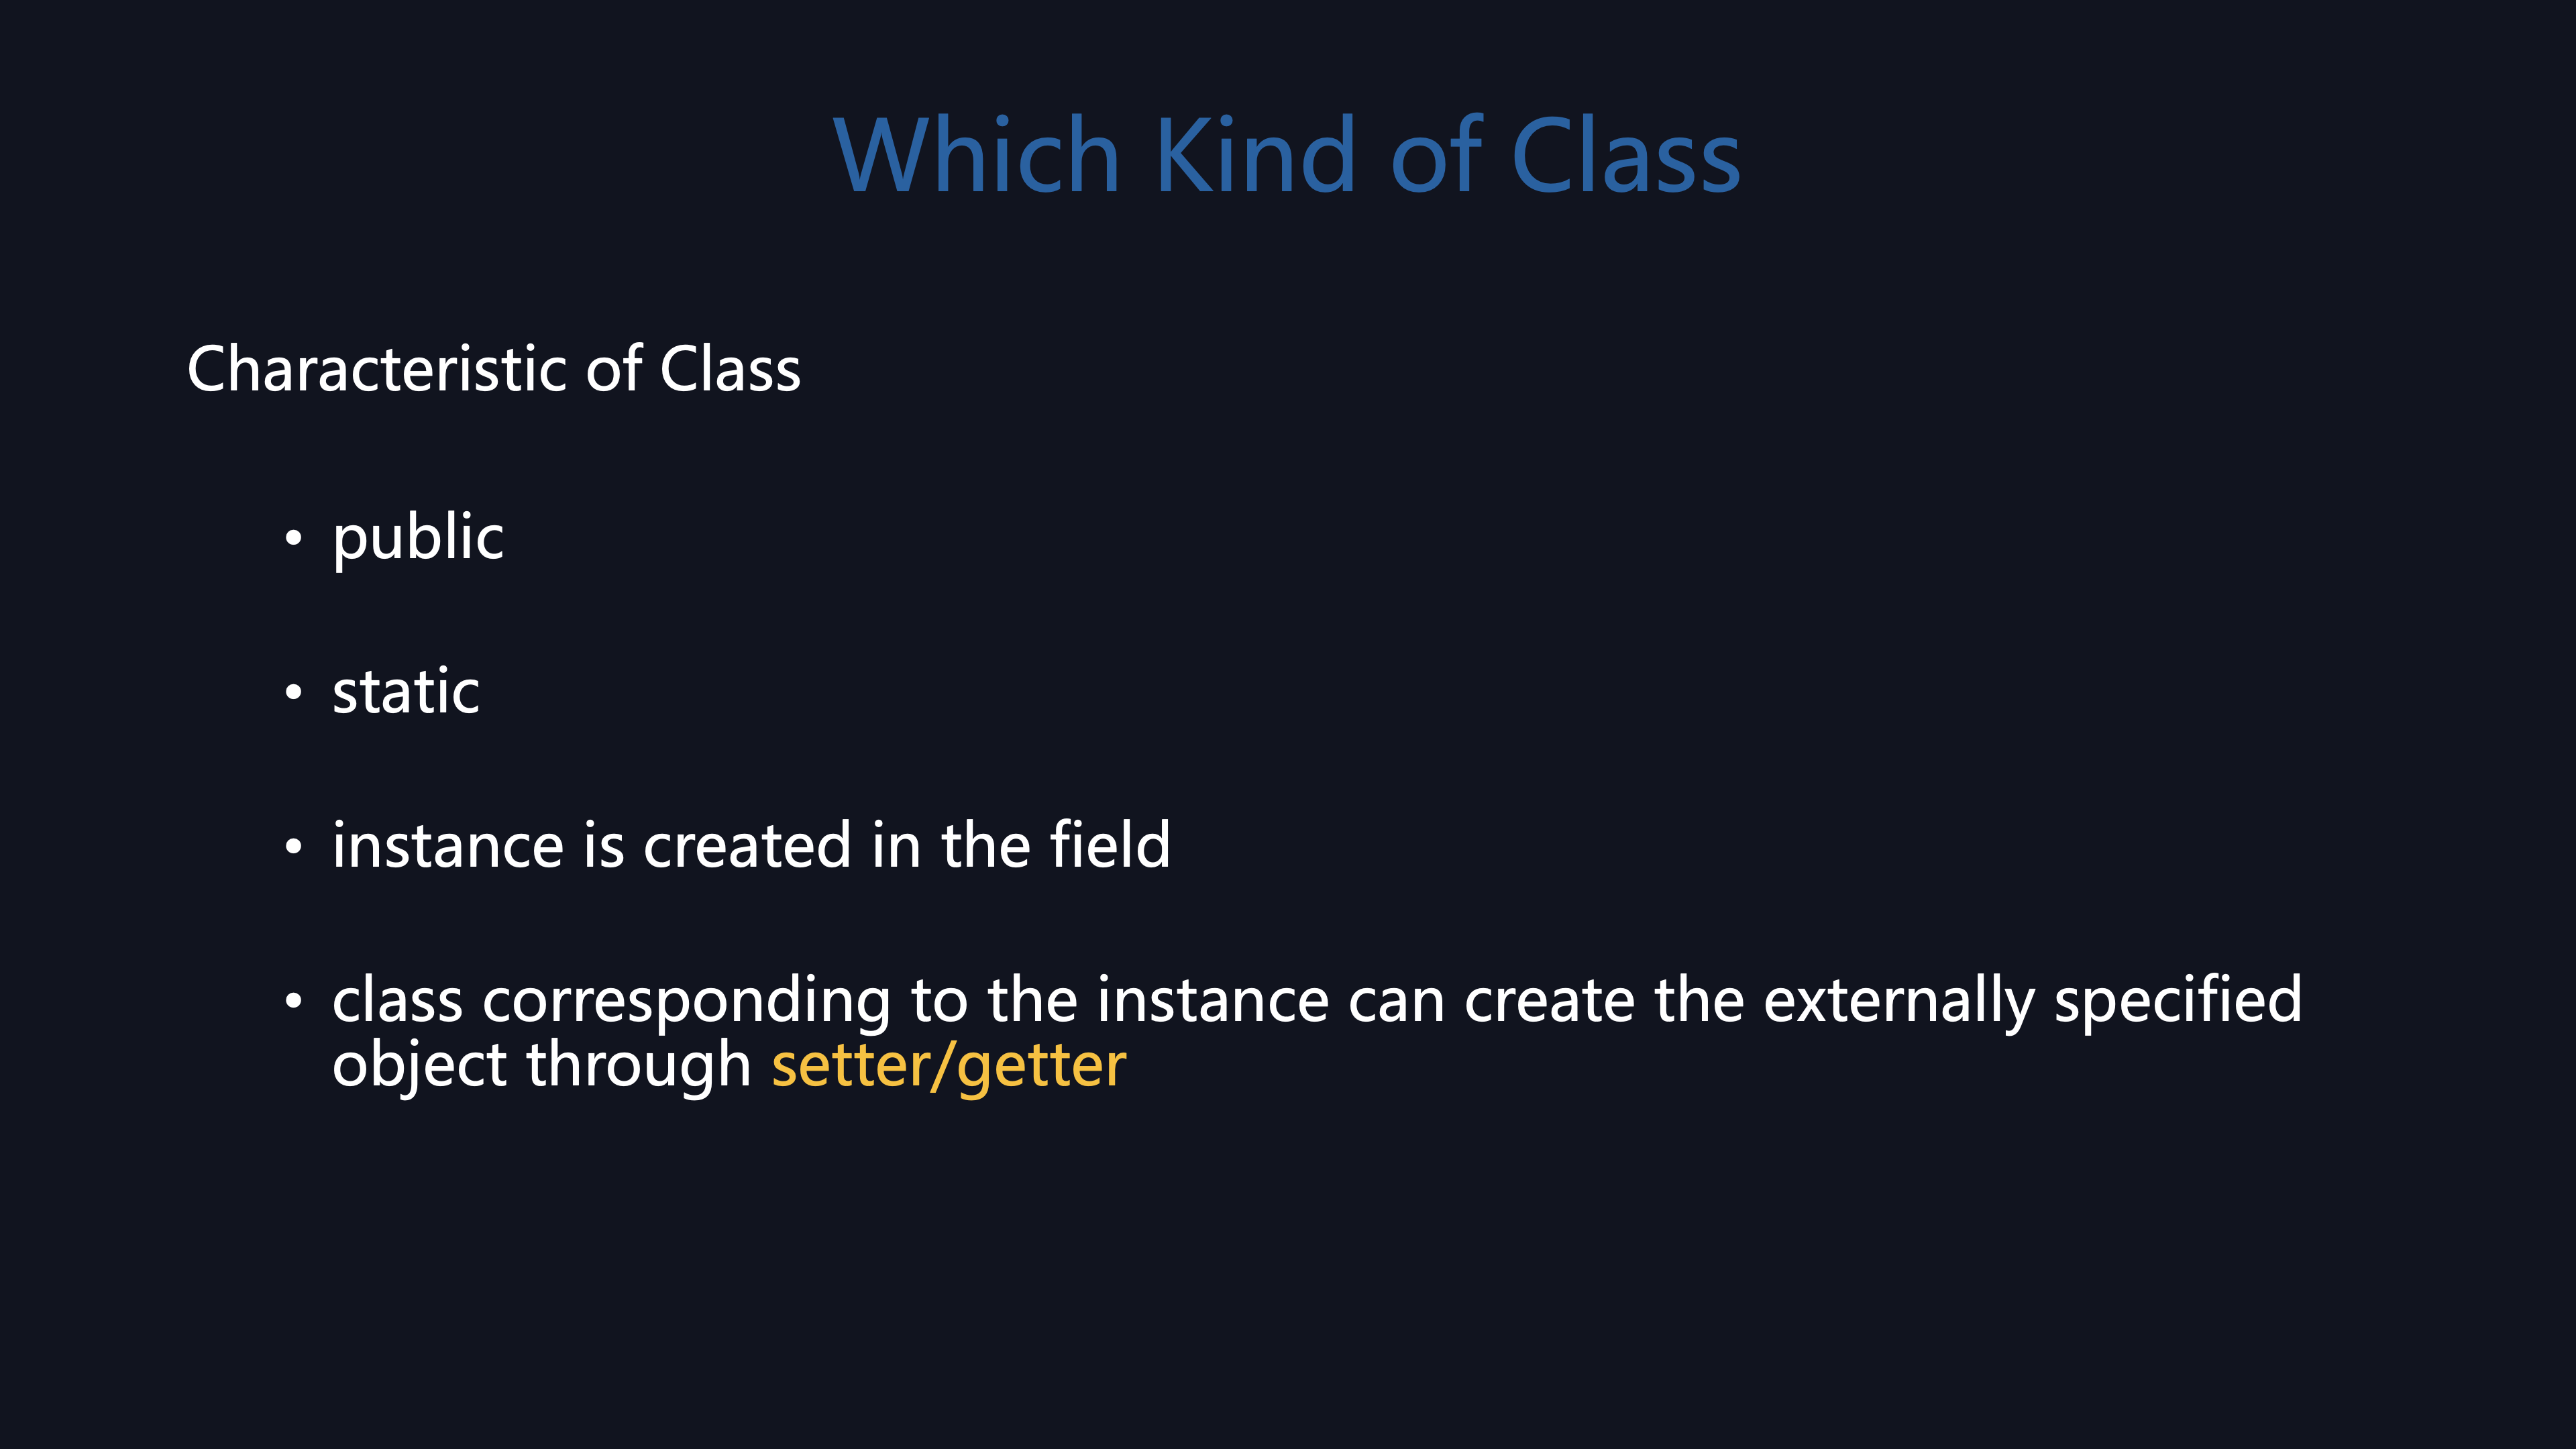 Which Kind of Class
Characteristic of Class
• public
• static
• instance is created in the field
• class corresponding to the instance can create the externally specified
object through setter/getter